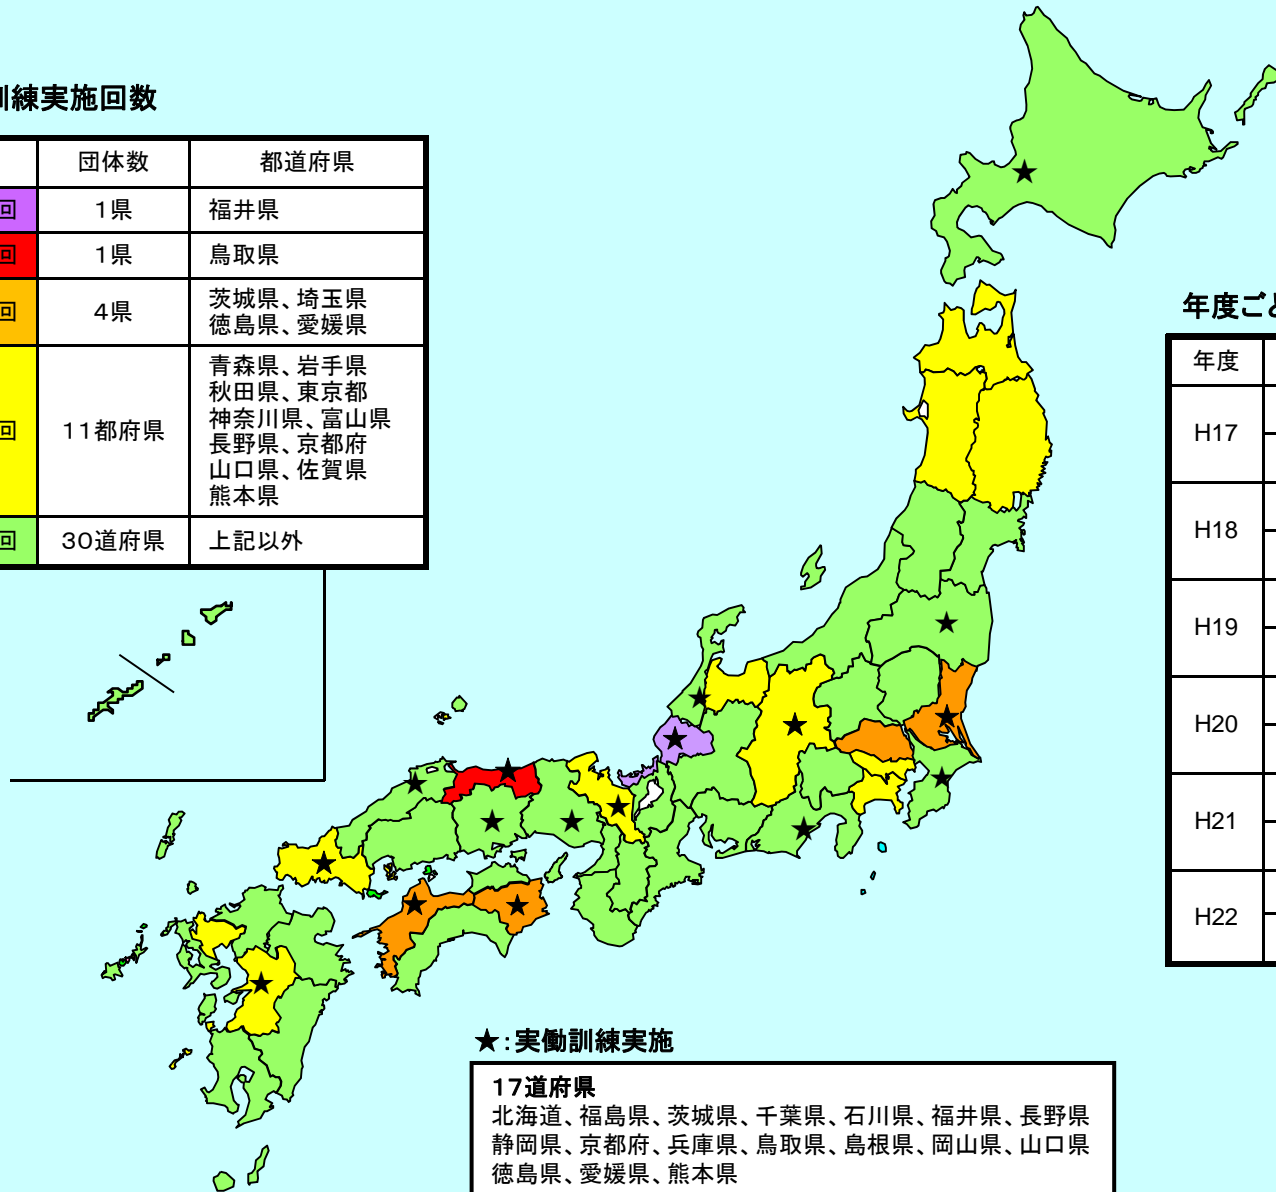 訓練実施回数
団体数 都道府県
回 1県 福井県
回 1県 鳥取県
回 4県 茨城県、埼玉県
徳島県、愛媛県
回 11都府県 青森県、岩手県
秋田県、東京都
神奈川県、富山県
長野県、京都府
山口県、佐賀県
熊本県
回 30道府県 上記以外
年度ごと
年度
H17
H18
H19
H20
H21
H22
★:実働訓練実施
17道府県
北海道、福島県、茨城県、千葉県、石川県、福井県、長野県
静岡県、京都府、兵庫県、鳥取県、島根県、岡山県、山口県
徳島県、愛媛県、熊本県